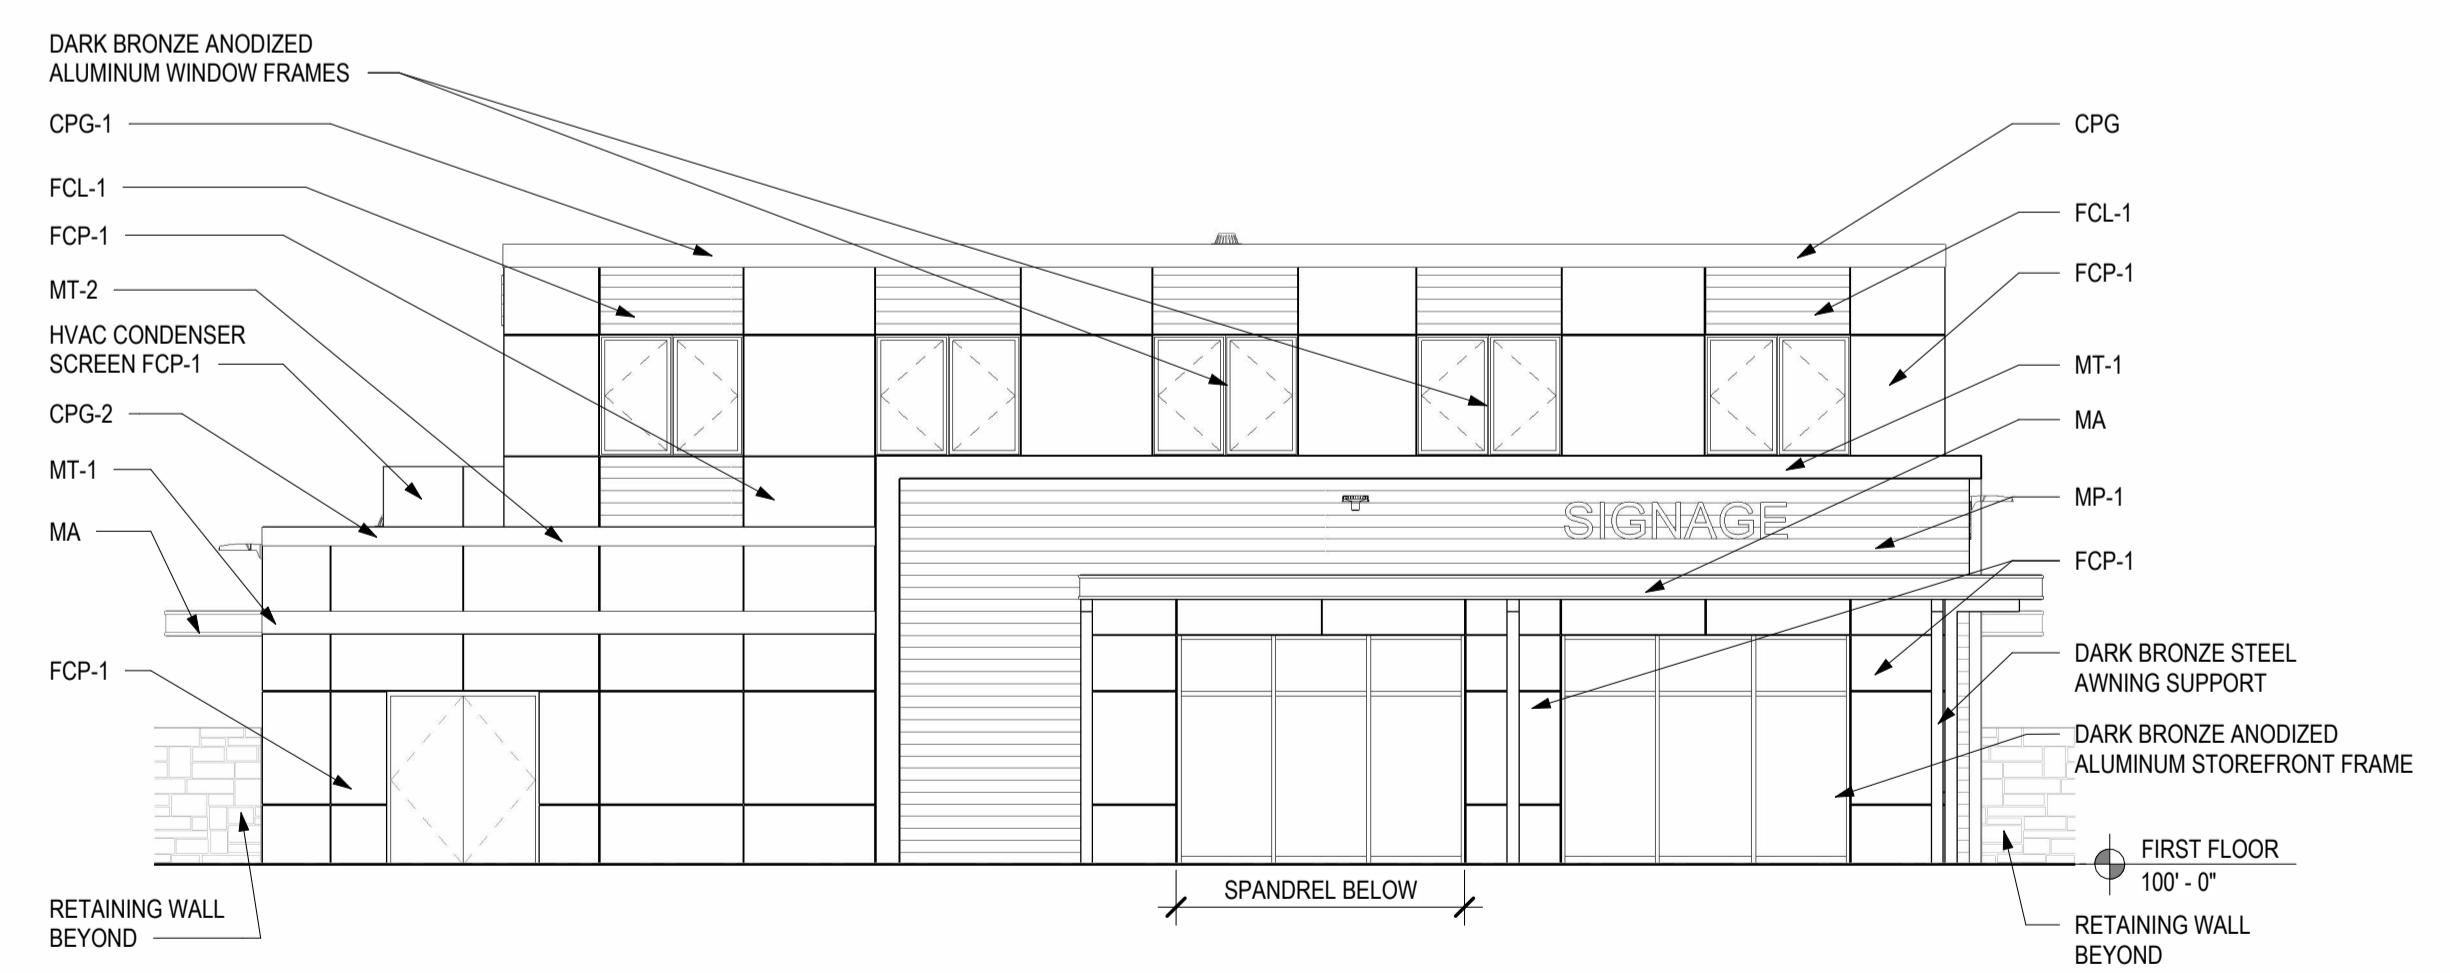 DARK BRONZE ANODIZED
ALUMINUM WINDOW FRAMES
CPG-1
FCL-1
FCP-1
MT-2
HVAC CONDENSER
SCREEN FCP-1
CPG-2
MT-1
MA
FCP-1
RETAINING WALL
BEYOND
SIGNAGE
SPANDREL BELOW
CPG
FCL-1
FCP-1
MT-1
MA
MP-1
FCP-1
DARK BRONZE STEEL
AWNING SUPPORT
DARK BRONZE ANODIZED
ALUMINUM STOREFRONT FRAME
FIRST FLOOR
100' - 0"
RETAINING WALL
BEYOND